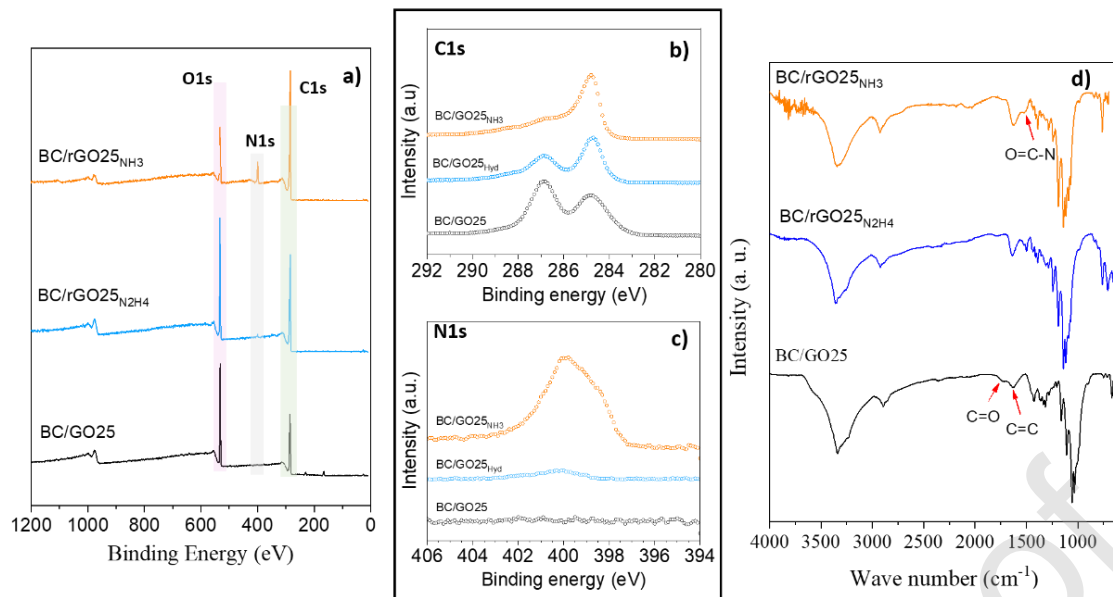 a)
O1s
C1s
N1s
BC/rGO25NH3
BC/rGO25N2H4
BC/GO25
1200 1000 800 600 400 200 0
Binding Energy (eV)
C1s
b)
Intensity (a.u)
BC/GO25NH3
BC/GO25Hyd
BC/GO25
292 290 288 286 284 282 280
Binding energy (eV)
N1s
c)
Intensity (a.u.)
BC/GO25NH3
BC/GO25Hyd
BC/GO25
406 404 402 400 398 396 394
Binding energy (eV)
d)
Intensity (a. u.)
BC/rGO25NH3
O=C-N
BC/rGO25N2H4
BC/GO25
C=O
C=C
4000 3500 3000 2500 2000 1500 1000
Wave number (cm-1)